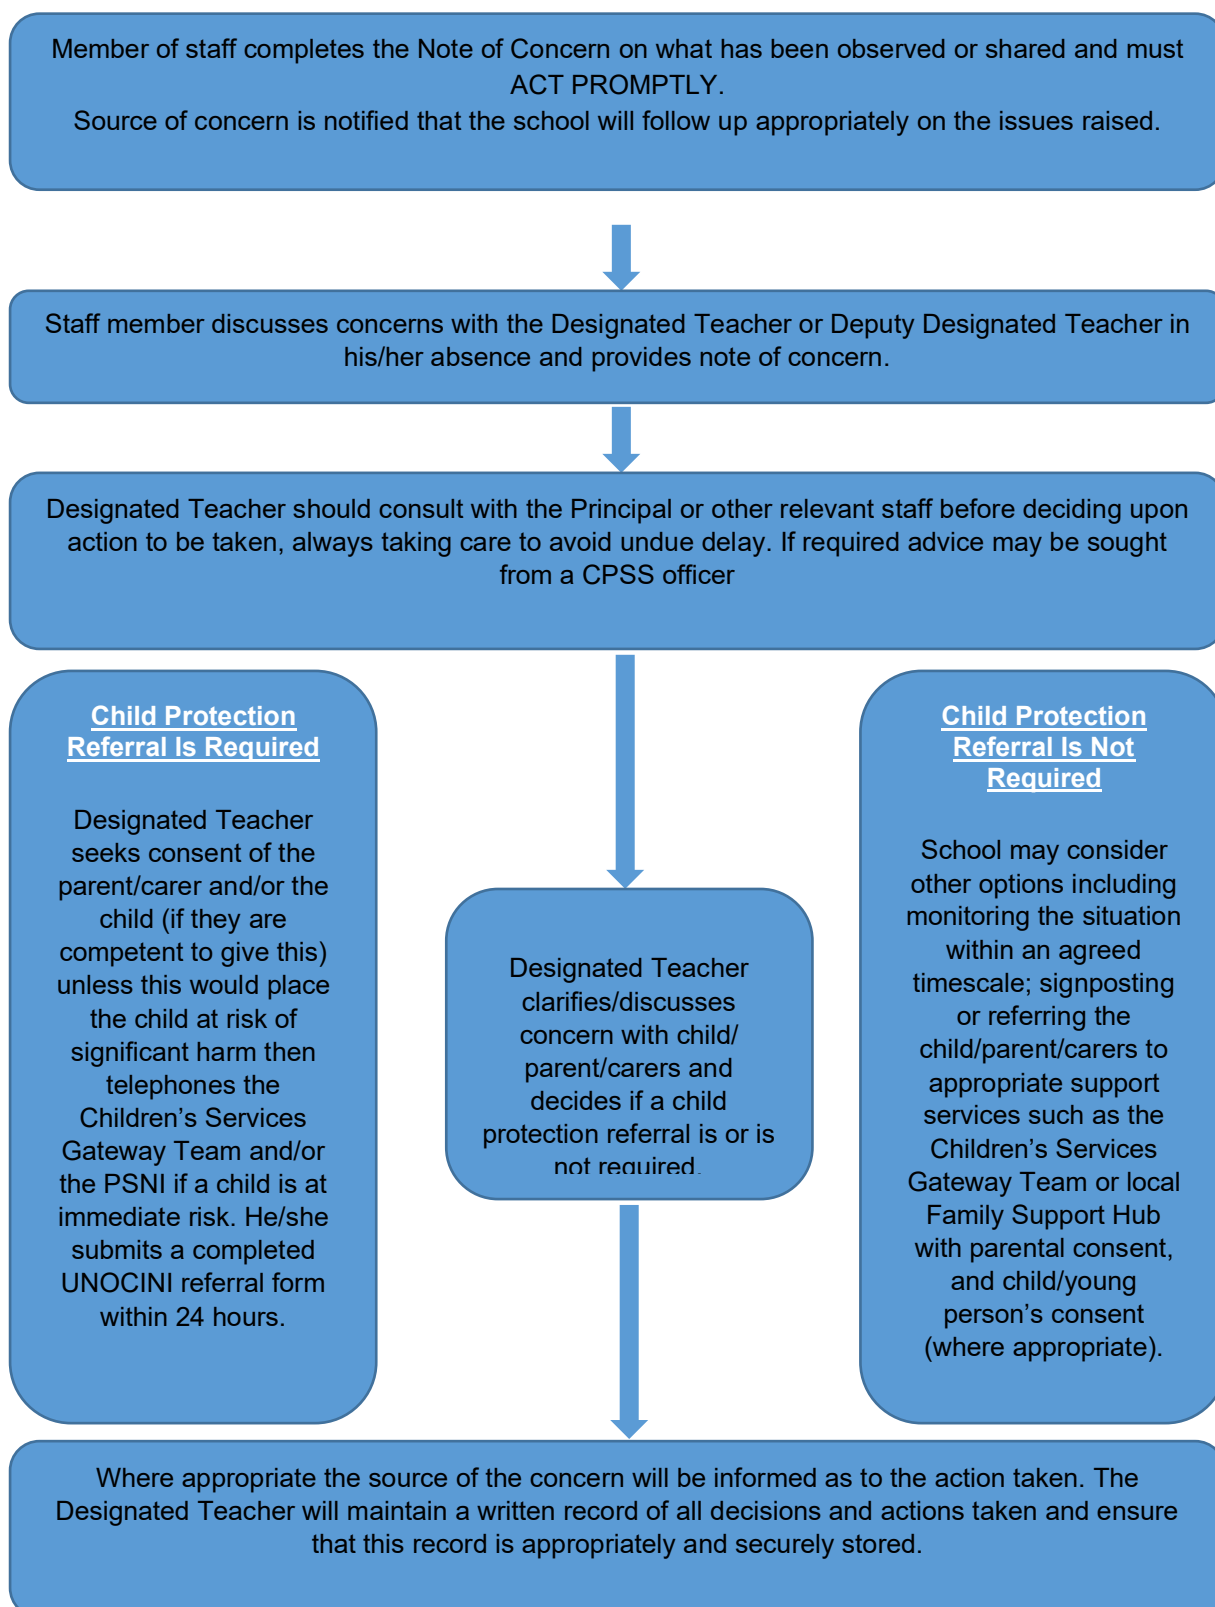 Member of staff completes the Note of Concern on what has been observed or shared and must
ACT PROMPTLY.
Source of concern is notified that the school will follow up appropriately on the issues raised.
Staff member discusses concerns with the Designated Teacher or Deputy Designated Teacher in
his/her absence and provides note of concern.
Designated Teacher should consult with the Principal or other relevant staff before deciding upon
action to be taken, always taking care to avoid undue delay. If required advice may be sought
from a CPSS officer
Child Protection
Referral Is Required
Designated Teacher
seeks consent of the
parent/carer and/or the
child (if they are
competent to give this)
unless this would place
the child at risk of
significant harm then
telephones the
Children’s Services
Gateway Team and/or
the PSNI if a child is at
immediate risk. He/she
submits a completed
UNOCINI referral form
within 24 hours.
Designated Teacher
clarifies/discusses
concern with child/
parent/carers and
decides if a child
protection referral is or is
not required.
Child Protection
Referral Is Not
Required
School may consider
other options including
monitoring the situation
within an agreed
timescale; signposting
or referring the
child/parent/carers to
appropriate support
services such as the
Children’s Services
Gateway Team or local
Family Support Hub
with parental consent,
and child/young
person’s consent
(where appropriate).
Where appropriate the source of the concern will be informed as to the action taken. The
Designated Teacher will maintain a written record of all decisions and actions taken and ensure
that this record is appropriately and securely stored.